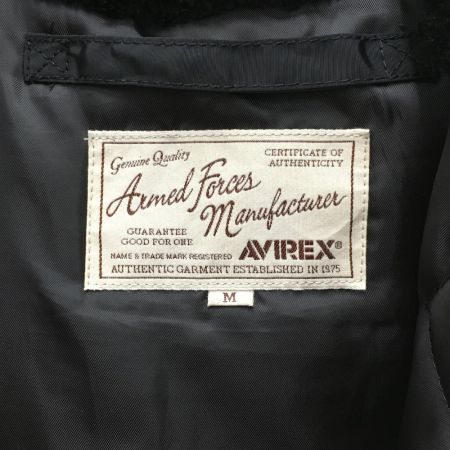 Genuine Quality
CERTIFICATE OF
AUTHENTICITY
Armed Forces
Manufacturer
GUARANTEE
GOOD FOR ONE
NAME & TRADE MARK REGISTERED
AVIREX®
AUTHENTIC GARMENT ESTABLISHED IN 1975
M